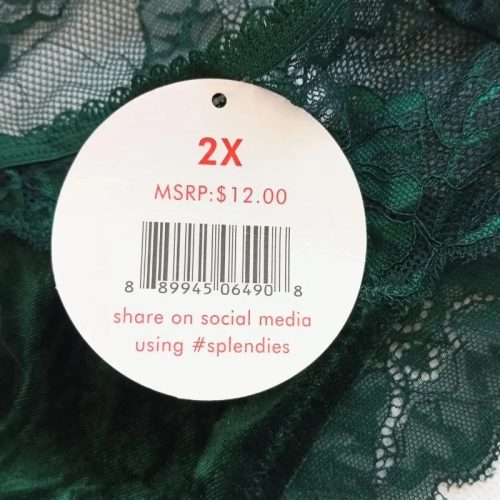 2X
MSRP:$12.00
8 89945 06490 8
share on social media
using #splendies